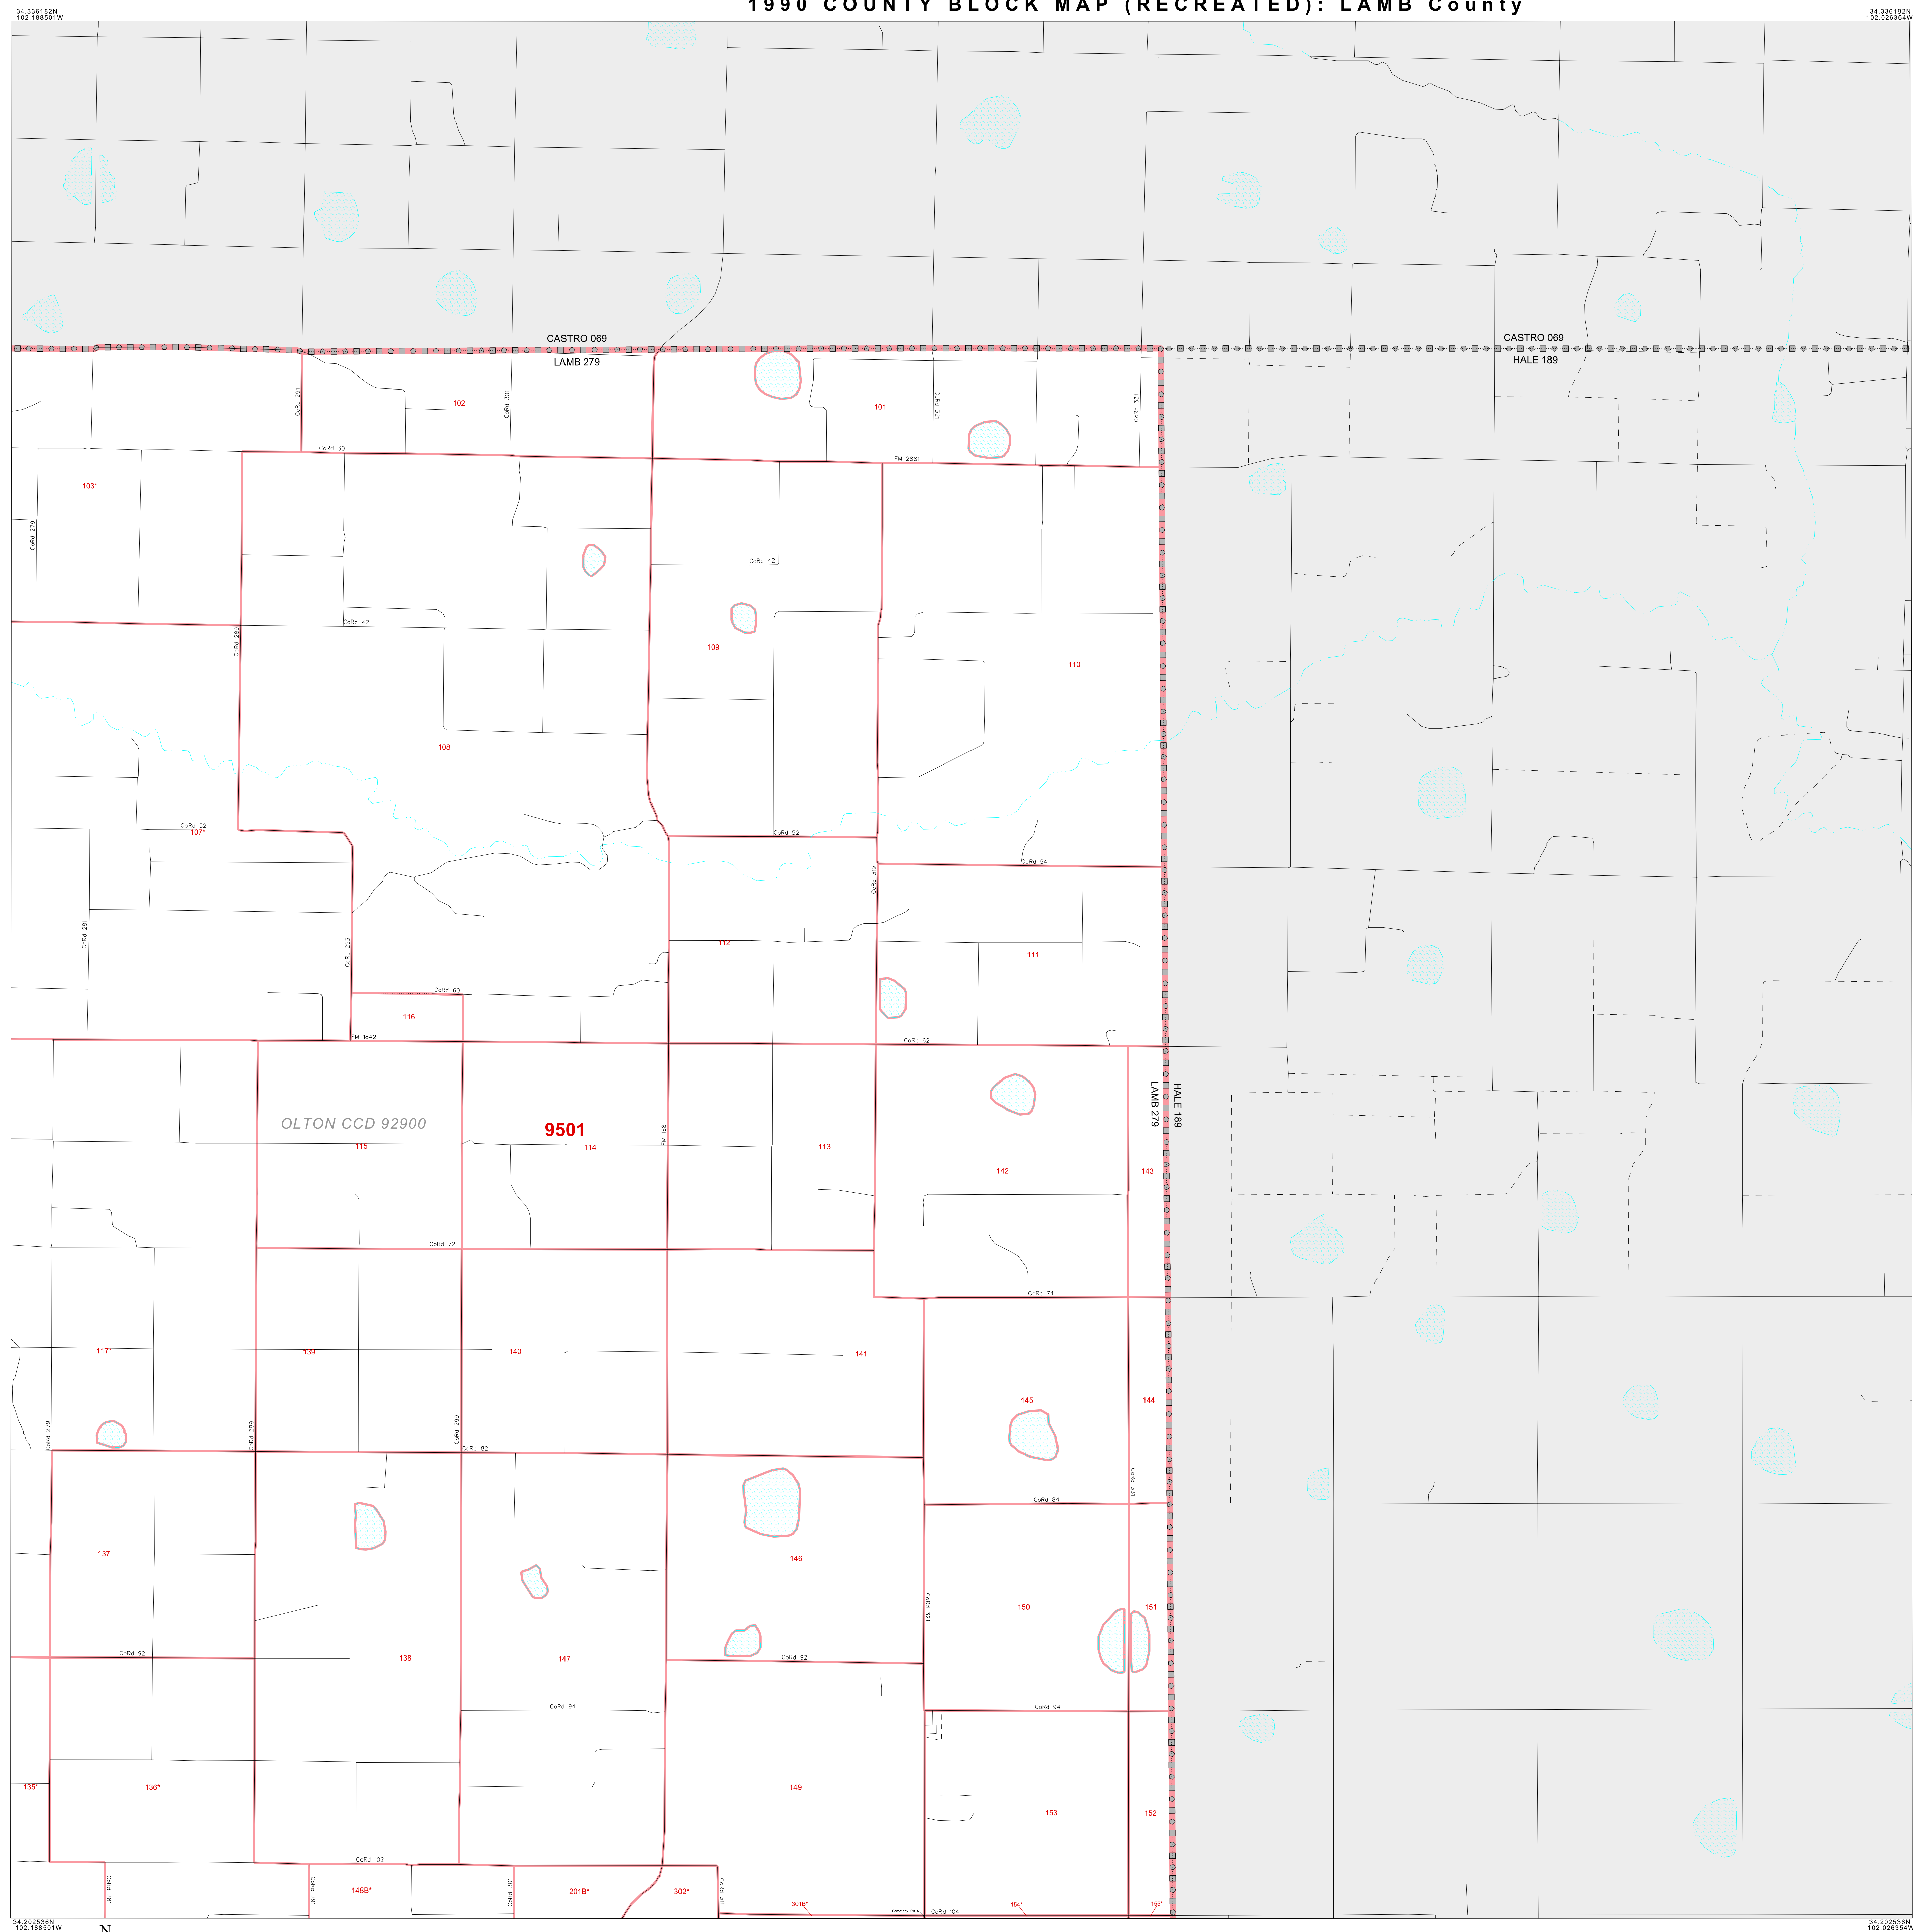 1990 COUNTY BLOCK MAP (RECREATED): LAMB County
34.336182N
102.188501W
34.336182N
102.026354W
CASTRO 069
LAMB 279
CASTRO 069
HALE 189
CoRd 291
102
CoRd 301
101
CoRd 321
CoRd 331
CoRd 30
FM 2881
103*
CoRd 279
CoRd 42
CoRd 42
CoRd 289
109
110
108
CoRd 52
107*
CoRd 52
CoRd 54
CoRd 319
CoRd 281
CoRd 293
112
111
CoRd 60
116
FM 1842
CoRd 62
LAMB 279
HALE 189
OLTON CCD 92900
9501
FM 168
115
114
113
142
143
CoRd 72
CoRd 74
117*
139
140
141
145
144
CoRd 279
CoRd 289
CoRd 299
CoRd 82
CoRd 331
CoRd 84
137
146
CoRd 321
150
151
CoRd 92
138
147
CoRd 92
CoRd 94
CoRd 94
135*
136*
149
153
152
CoRd 102
CoRd 281
CoRd 291
148B*
CoRd 301
201B*
302*
CoRd 311
301B*
154*
155*
Cemetery Rd N
CoRd 104
34.202536N
102.188501W
N
34.202536N
102.026354W